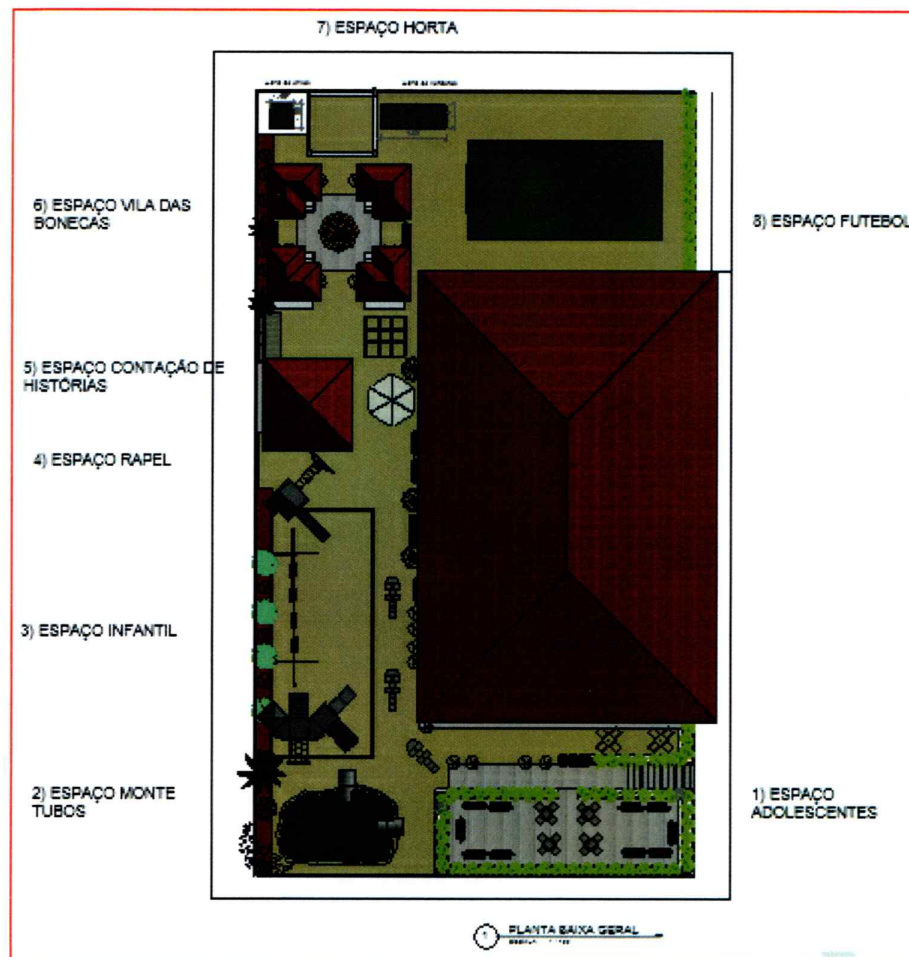 7) ESPAÇO HORTA
6) ESPAÇO VILA DAS
BONECAS
8) ESPAÇO FUTEBOL
5) ESPAÇO CONTAÇÃO DE
HISTÓRIAS
4) ESPAÇO RAPEL
3) ESPAÇO INFANTIL
2) ESPAÇO MONTE
TUBOS
1) ESPAÇO
ADOLESCENTES
1 PLANTA BAIXA GERAL